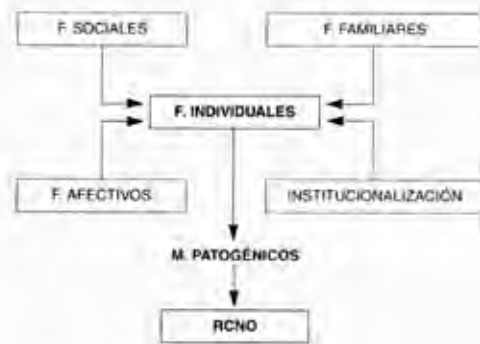 F. SOCIALES
F. FAMILIARES
F. INDIVIDUALES
F. AFECTIVOS
INSTITUCIONALIZACIÓN
M. PATOGÉNICOS
RCNO